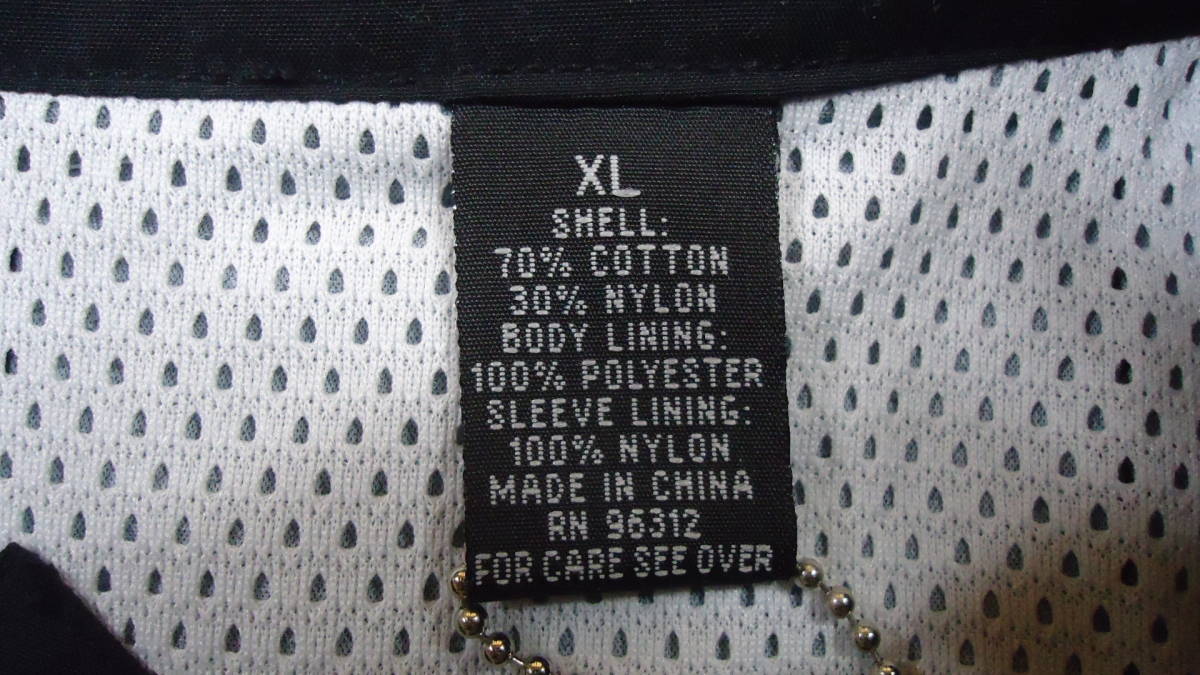 XL
SHELL:
70% COTTON
30% NYLON
BODY LINING:
100% POLYESTER
SLEEVE LINING:
100% NYLON
MADE IN CHINA
RN 96312
FOR CARE SEE OVER